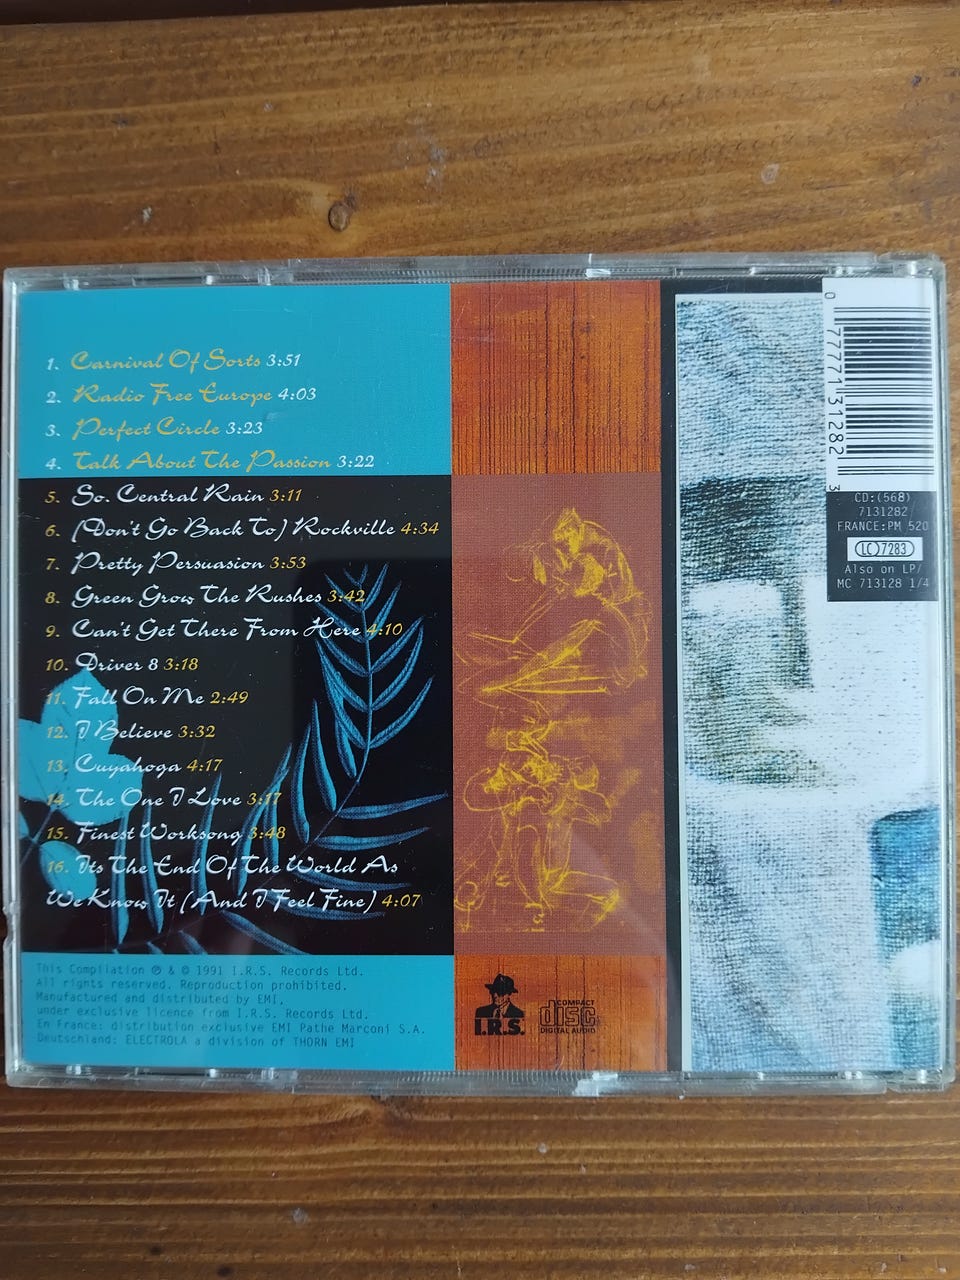 1. Carnival Of Sorts 3:51
2. Radio Free Europe 4:03
3. Perfect Circle 3:23
4. Talk About The Passion 3:22
5. So. Central Rain 3:11
6. (Don't Go Back To) Rockville 4:34
7. Pretty Persuasion 3:53
8. Green Grow The Rushes 3:42
9. Can't Get There From Here 4:10
10. Driver 8 3:18
11. Fall On Me 2:49
12. I Believe 3:32
13. Cuyahoga 4:17
14. The One I Love 3:17
15. Finest Worksong 3:48
16. Its The End Of The World As
We Know It (And I Feel Fine) 4:07
This Compilation ℗ & © 1991 I.R.S. Records Ltd.
All rights reserved. Reproduction prohibited.
Manufactured and distributed by EMI,
under exclusive licence from I.R.S. Records Ltd.
En France: distribution exclusive EMI Pathe Marconi S.A.
Deutschland: ELECTROLA a division of THORN EMI
I.R.S.
COMPACT
disc
DIGITAL AUDIO
0 77771 31282 3
CD:(568)
7131282
FRANCE:PM 520
LC 7283
Also on LP/
MC 713128 1/4